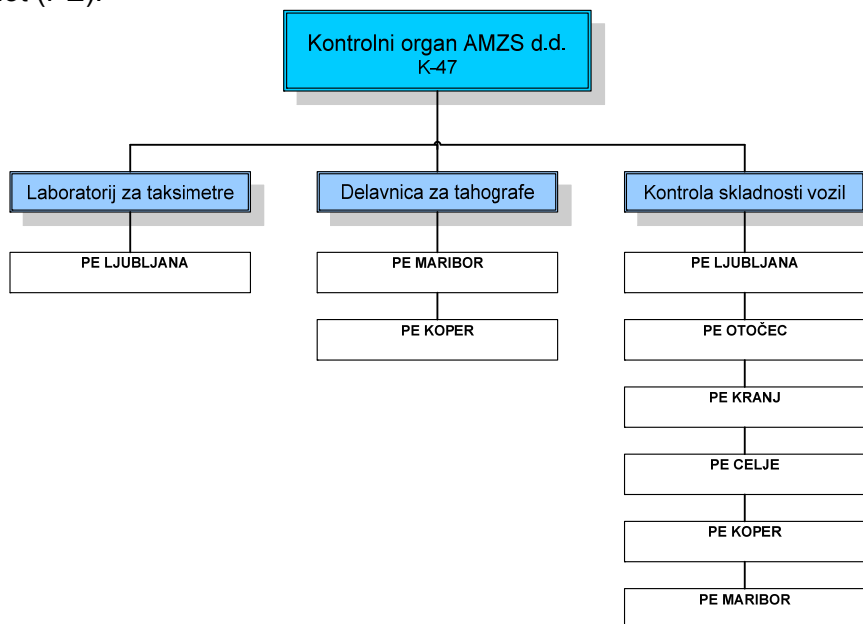 Kontrolni organ AMZS d.d.
K-47
Laboratorij za taksimetre
PE LJUBLJANA
Delavnica za tahografe
PE MARIBOR
PE KOPER
Kontrola skladnosti vozil
PE LJUBLJANA
PE OTOČEC
PE KRANJ
PE CELJE
PE KOPER
PE MARIBOR